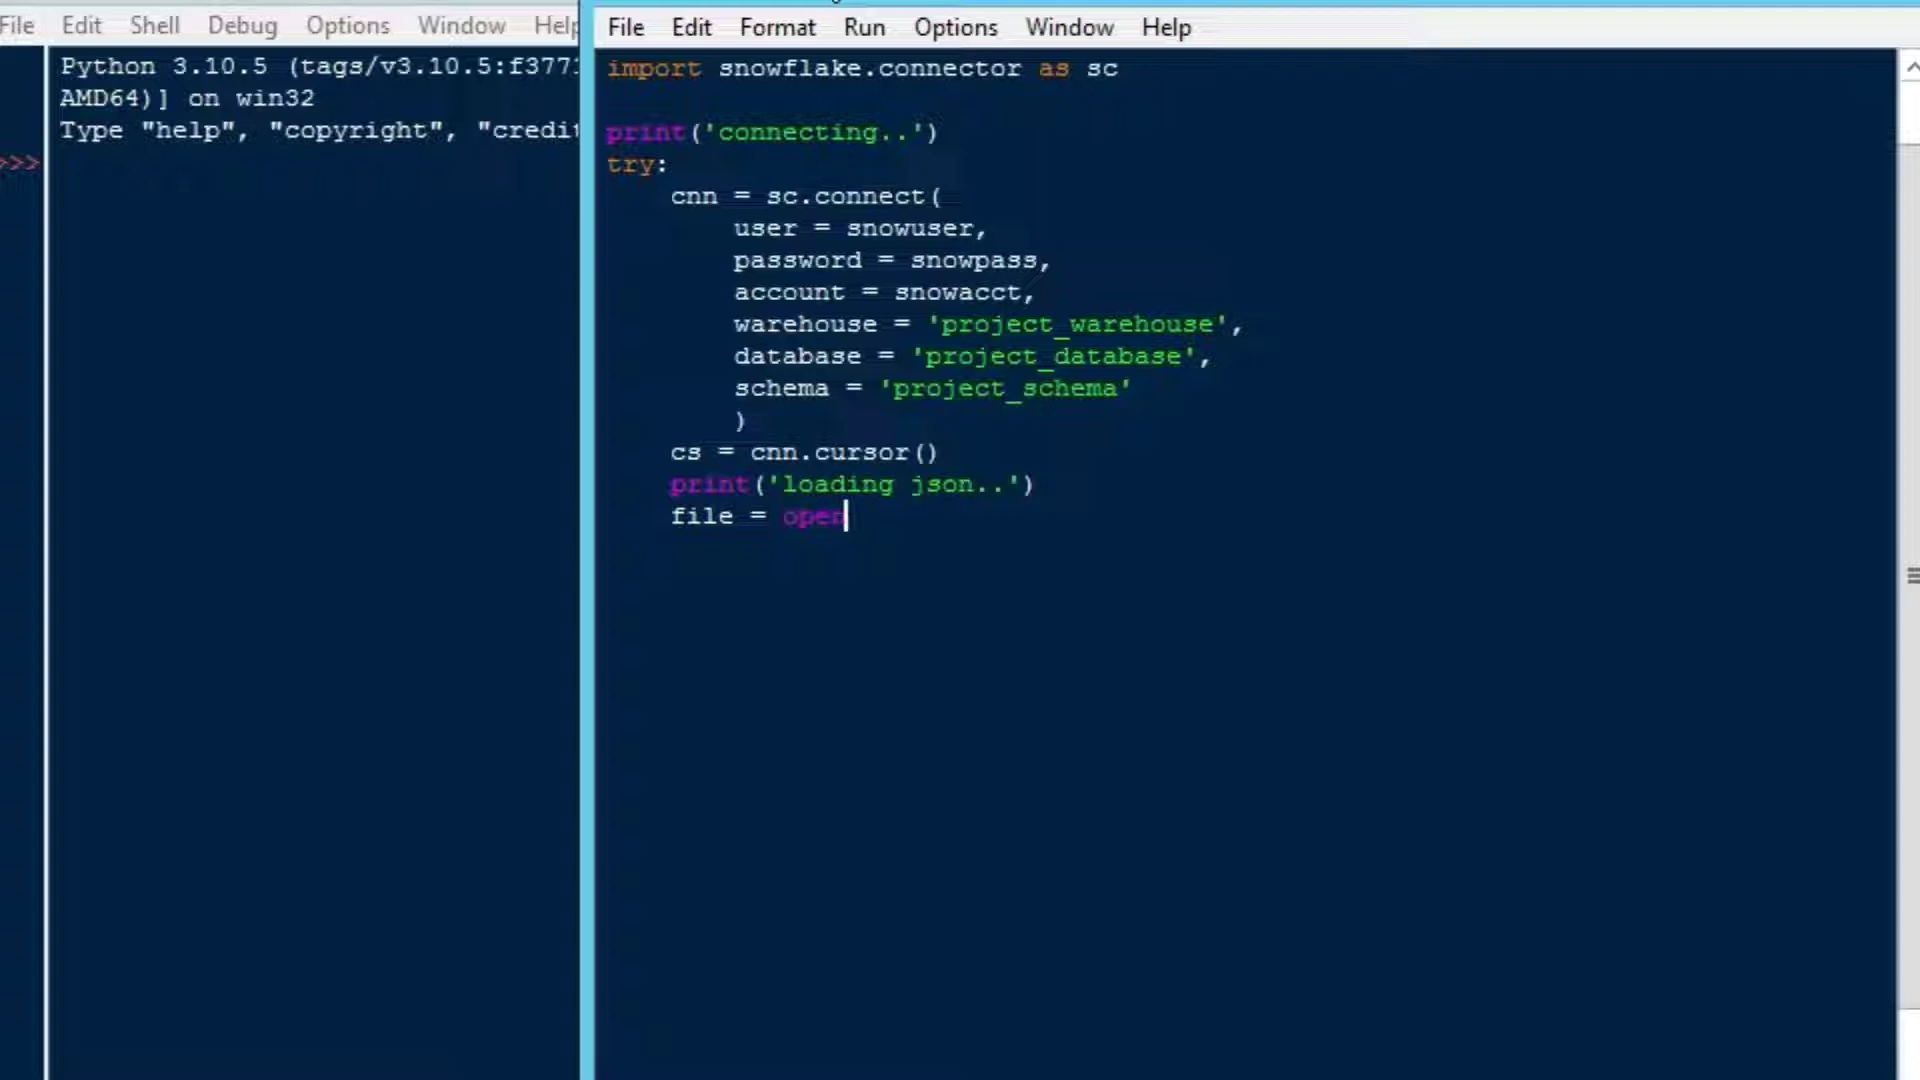 File Edit Shell Debug Options Window Help
Python 3.10.5 (tags/v3.10.5:f377
AMD64)] on win32
Type "help", "copyright", "credit
>>>
File Edit Format Run Options Window Help
import snowflake.connector as sc
print('connecting..')
try:
cnn = sc.connect(
user = snowuser,
password = snowpass,
account = snowacct,
warehouse = 'project_warehouse',
database = 'project_database',
schema = 'project_schema'
)
cs = cnn.cursor()
print('loading json..')
file = open